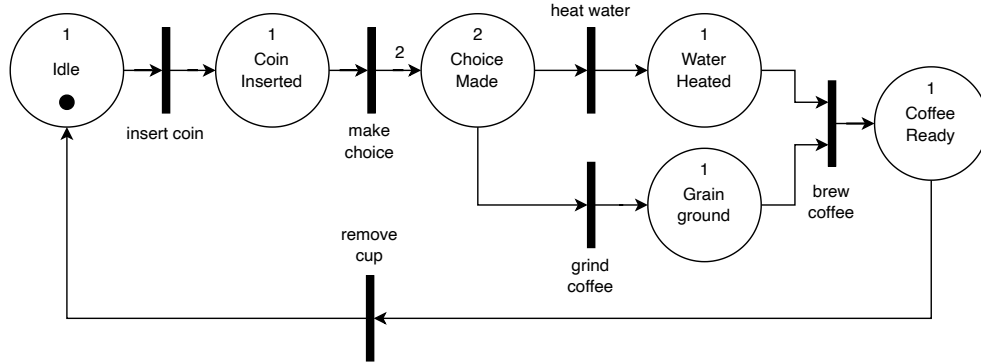 heat water
1
Idle
insert coin
1
Coin
Inserted
make
choice
2
2
Choice
Made
1
Water
Heated
1
Coffee
Ready
1
Grain
ground
brew
coffee
grind
coffee
remove
cup